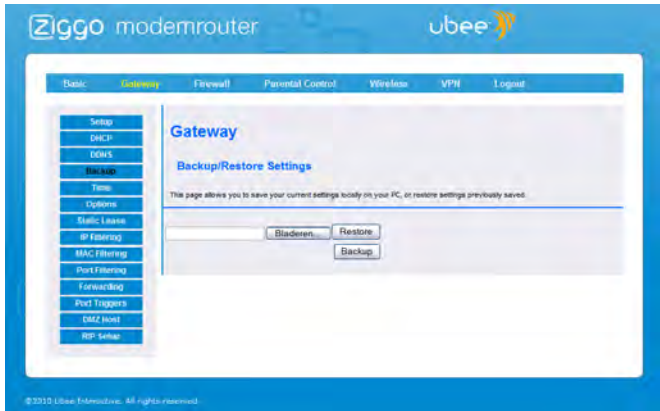 Ziggo modemrouter ubee
Basic Gateway Firewall Parental Control Wireless VPN Logout
Setup
DHCP
DDNS
Backup
Time
Options
Static Lease
IP Filtering
MAC Filtering
Port Filtering
Forwarding
Port Triggers
DMZ Host
RIP Setup
Gateway
Backup/Restore Settings
This page allows you to save your current settings locally on your PC, or restore settings previously saved.
Bladeren... Restore
Backup
©2010 Ubee Interactive. All rights reserved.